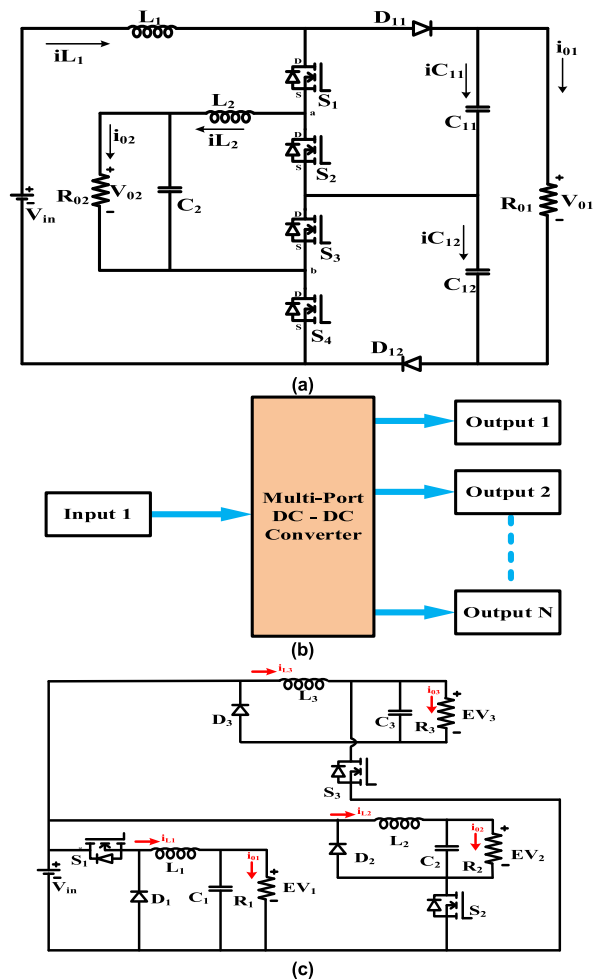 L1
D11
iL1
i01
D
S
S1
iC11
C11
L2
a
iL2
i02
D
S
S2
Vin
+
-
R02
+
V02
-
C2
R01
+
V01
-
D
S
S3
iC12
C12
b
D
S
S4
D12
(a)
Input 1
Multi-Port
DC - DC
Converter
Output 1
Output 2
Output N
(b)
iL3
L3
D3
C3
i03
R3
+
EV3
-
S3
iL2
L2
D2
C2
i02
R2
+
EV2
-
S2
S1
iL1
L1
Vin
+
-
D1
C1
i01
R1
+
EV1
-
(c)